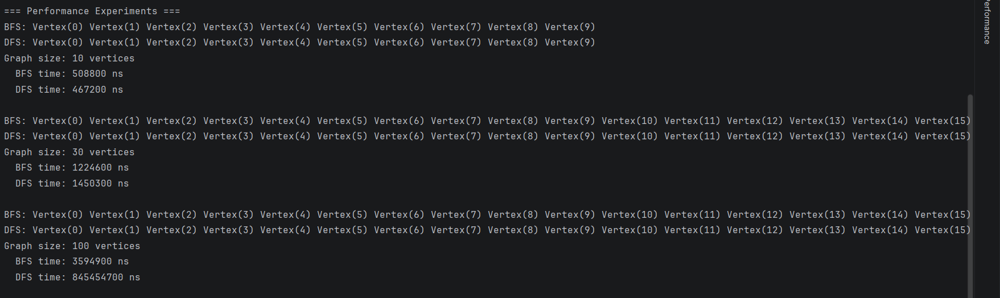 === Performance Experiments ===
BFS: Vertex(0) Vertex(1) Vertex(2) Vertex(3) Vertex(4) Vertex(5) Vertex(6) Vertex(7) Vertex(8) Vertex(9)
DFS: Vertex(0) Vertex(1) Vertex(2) Vertex(3) Vertex(4) Vertex(5) Vertex(6) Vertex(7) Vertex(8) Vertex(9)
Graph size: 10 vertices
  BFS time: 508800 ns
  DFS time: 467200 ns

BFS: Vertex(0) Vertex(1) Vertex(2) Vertex(3) Vertex(4) Vertex(5) Vertex(6) Vertex(7) Vertex(8) Vertex(9) Vertex(10) Vertex(11) Vertex(12) Vertex(13) Vertex(14) Vertex(15)
DFS: Vertex(0) Vertex(1) Vertex(2) Vertex(3) Vertex(4) Vertex(5) Vertex(6) Vertex(7) Vertex(8) Vertex(9) Vertex(10) Vertex(11) Vertex(12) Vertex(13) Vertex(14) Vertex(15)
Graph size: 30 vertices
  BFS time: 1224600 ns
  DFS time: 1450300 ns

BFS: Vertex(0) Vertex(1) Vertex(2) Vertex(3) Vertex(4) Vertex(5) Vertex(6) Vertex(7) Vertex(8) Vertex(9) Vertex(10) Vertex(11) Vertex(12) Vertex(13) Vertex(14) Vertex(15)
DFS: Vertex(0) Vertex(1) Vertex(2) Vertex(3) Vertex(4) Vertex(5) Vertex(6) Vertex(7) Vertex(8) Vertex(9) Vertex(10) Vertex(11) Vertex(12) Vertex(13) Vertex(14) Vertex(15)
Graph size: 100 vertices
  BFS time: 3594900 ns
  DFS time: 845454700 ns
Performance